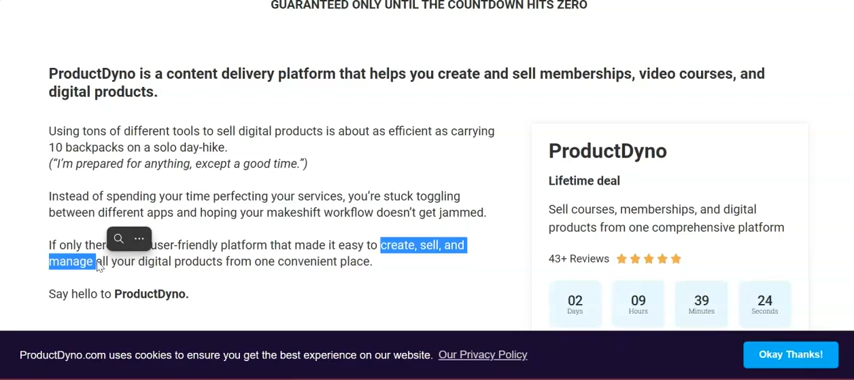 GUARANTEED ONLY UNTIL THE COUNTDOWN HITS ZERO
ProductDyno is a content delivery platform that helps you create and sell memberships, video courses, and
digital products.
Using tons of different tools to sell digital products is about as efficient as carrying
10 backpacks on a solo day-hike.
(“I’m prepared for anything, except a good time.”)
Instead of spending your time perfecting your services, you’re stuck toggling
between different apps and hoping your makeshift workflow doesn’t get jammed.
If only ther user-friendly platform that made it easy to create, sell, and
manage all your digital products from one convenient place.
Say hello to ProductDyno.
ProductDyno
Lifetime deal
Sell courses, memberships, and digital
products from one comprehensive platform
43+ Reviews
02 09 39 24
Days Hours Minutes Seconds
ProductDyno.com uses cookies to ensure you get the best experience on our website. Our Privacy Policy
Okay Thanks!